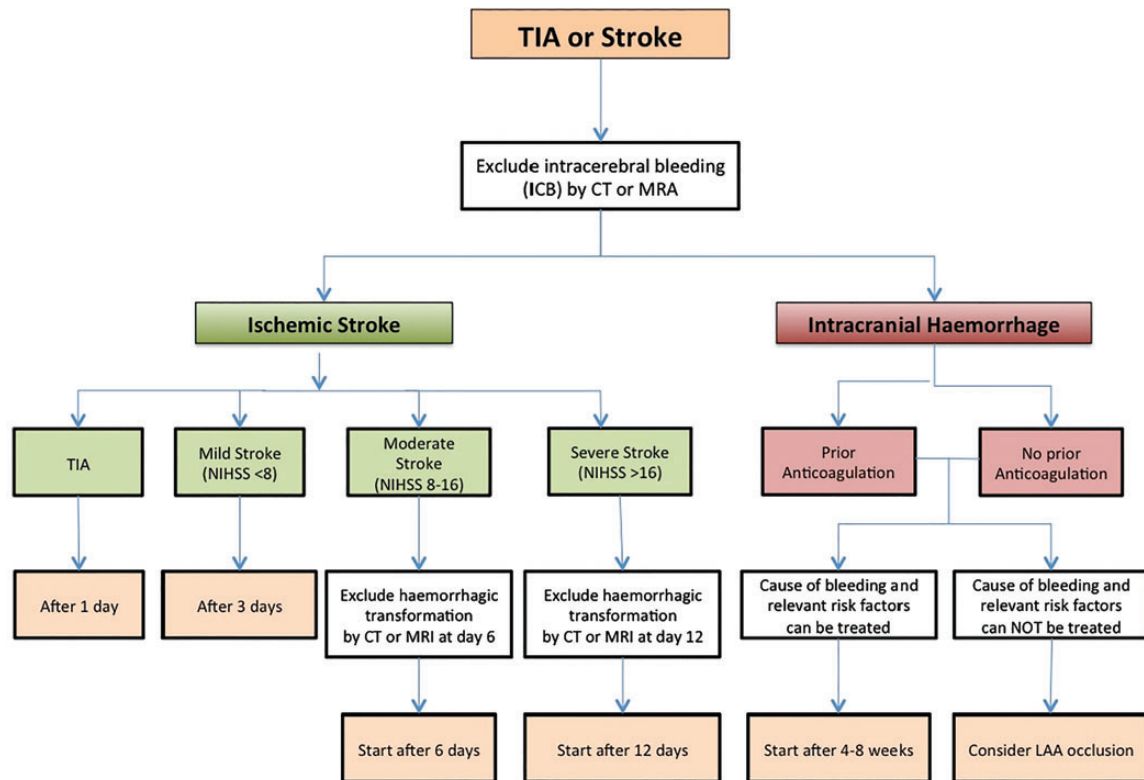 TIA or Stroke
Exclude intracerebral bleeding
(ICB) by CT or MRA
Ischemic Stroke
Intracranial Haemorrhage
TIA
Mild Stroke
(NIHSS <8)
Moderate
Stroke
(NIHSS 8-16)
Severe Stroke
(NIHSS >16)
Prior
Anticoagulation
No prior
Anticoagulation
After 1 day
After 3 days
Exclude haemorrhagic
transformation
by CT or MRI at day 6
Exclude haemorrhagic
transformation
by CT or MRI at day 12
Cause of bleeding and
relevant risk factors
can be treated
Cause of bleeding and
relevant risk factors
can NOT be treated
Start after 6 days
Start after 12 days
Start after 4-8 weeks
Consider LAA occlusion